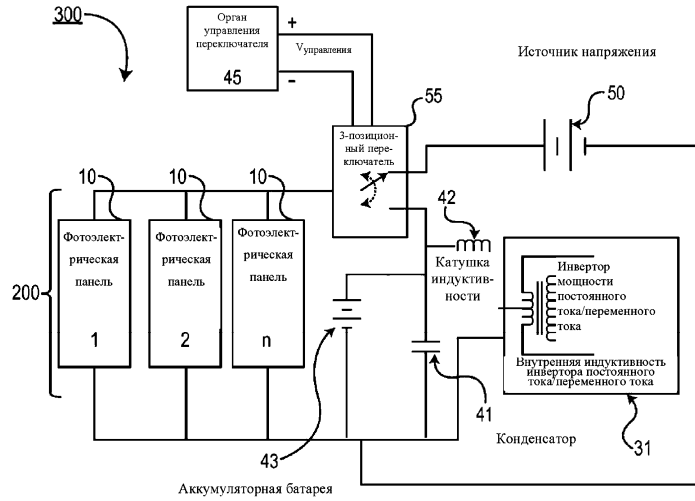 300
Орган
управления
переключателя
45
+
Vуправления
-
Источник напряжения
50
55
3-позицион-
ный пере-
ключатель
10
10
10
200
Фотоэлект-
рическая
панель
1
Фотоэлект-
рическая
панель
2
Фотоэлект-
рическая
панель
n
42
Катушка
индуктив-
ности
Инвертор
мощности
постоянного
тока/переменного
тока
Внутренняя индуктивность
инвертора постоянного
тока/переменного тока
43
41
31
Конденсатор
Аккумуляторная батарея